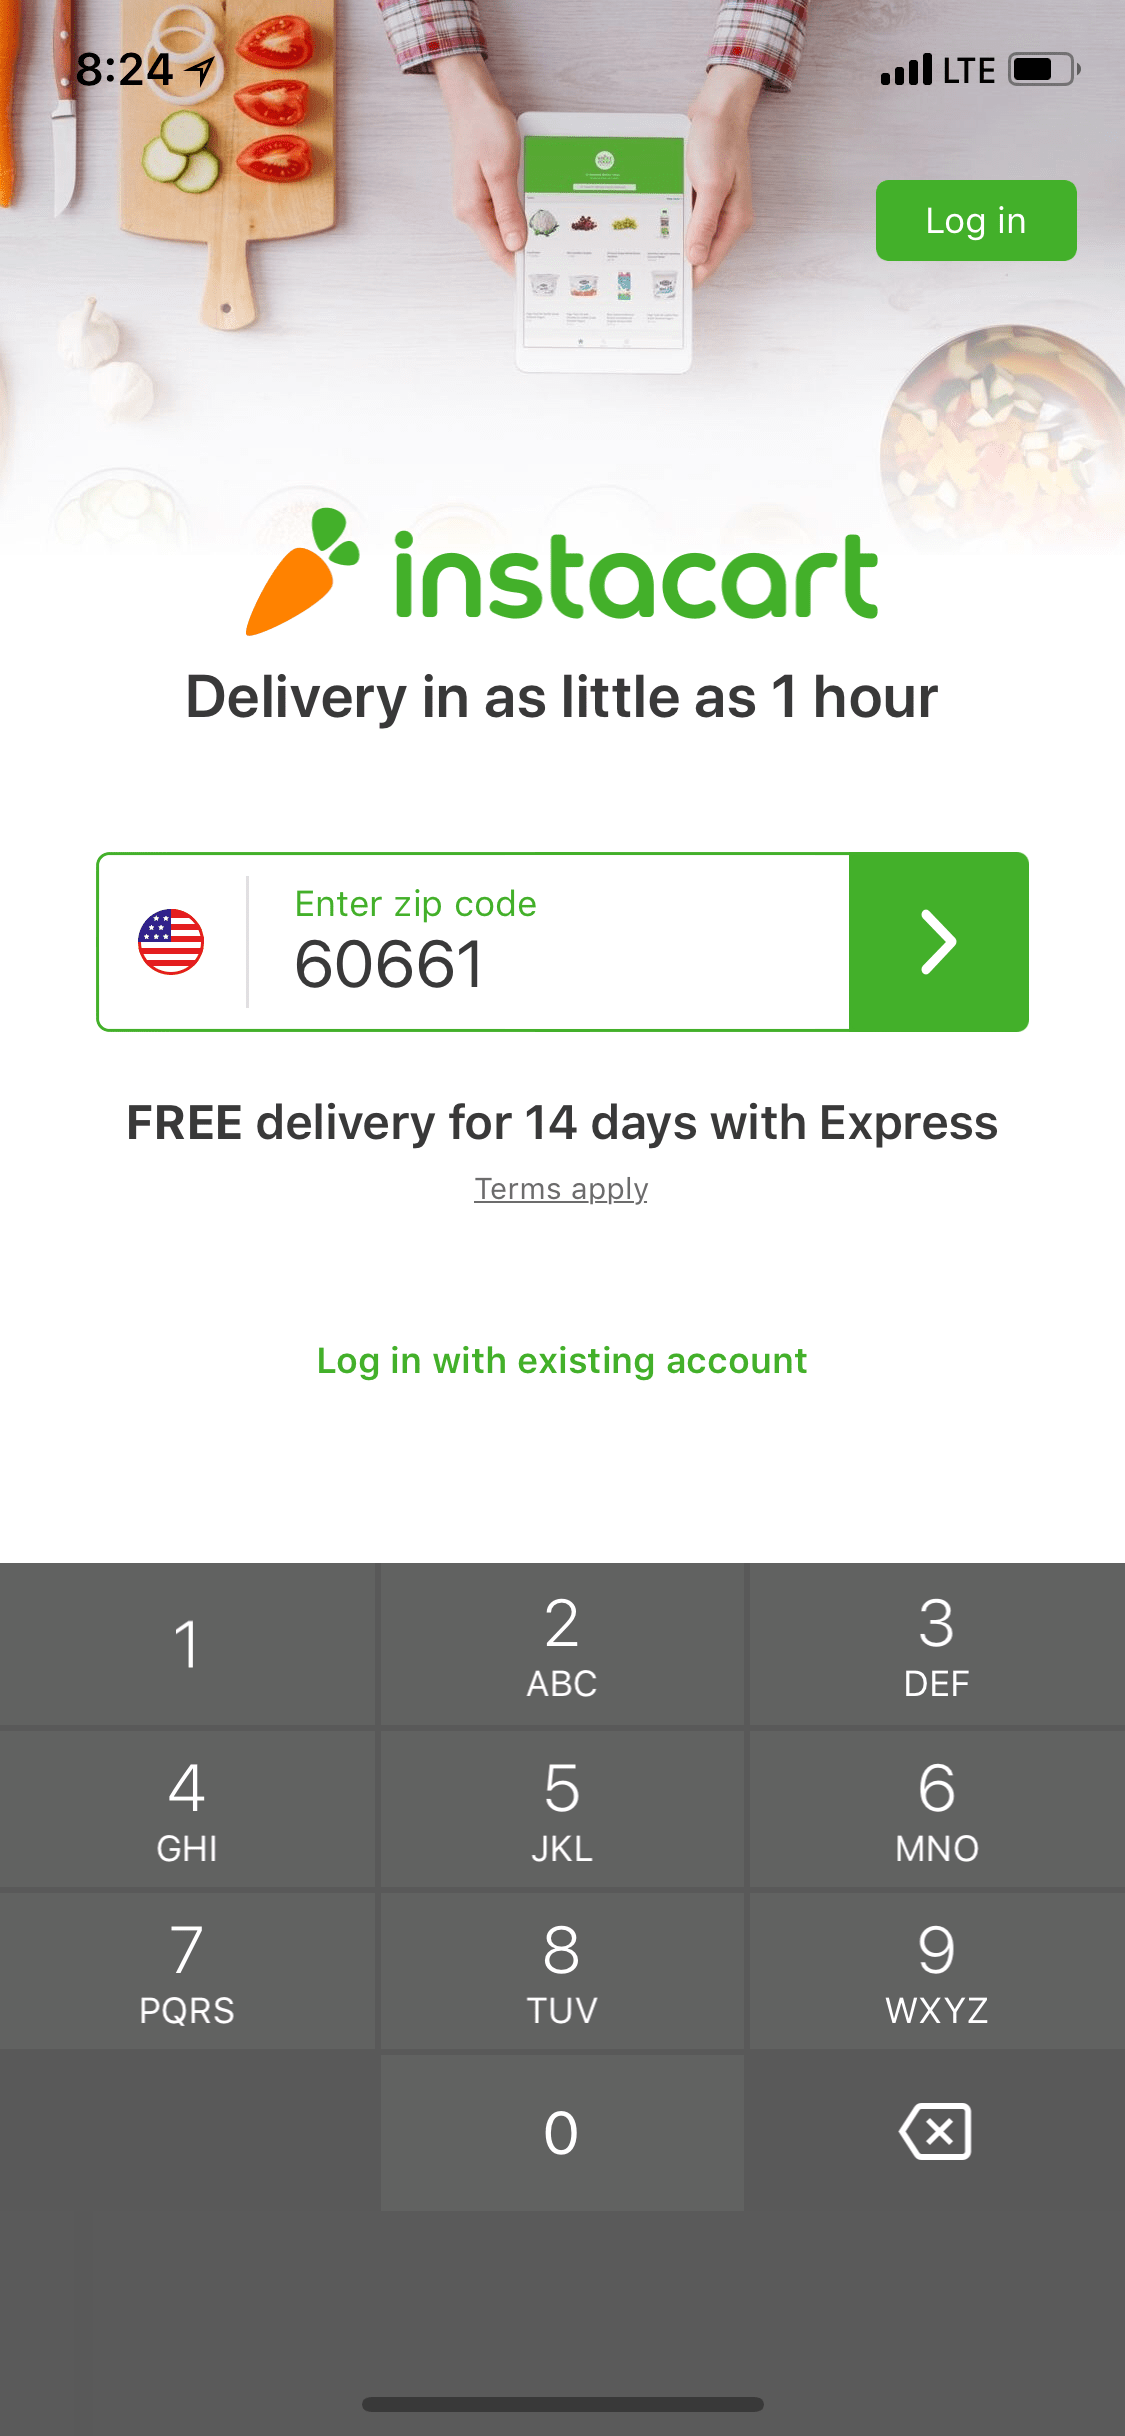 8:24
LTE
Log in
instacart
Delivery in as little as 1 hour
Enter zip code
60661
FREE delivery for 14 days with Express
Terms apply
Log in with existing account
1
2
3
ABC
DEF
4
5
6
GHI
JKL
MNO
7
8
9
PQRS
TUV
WXYZ
0